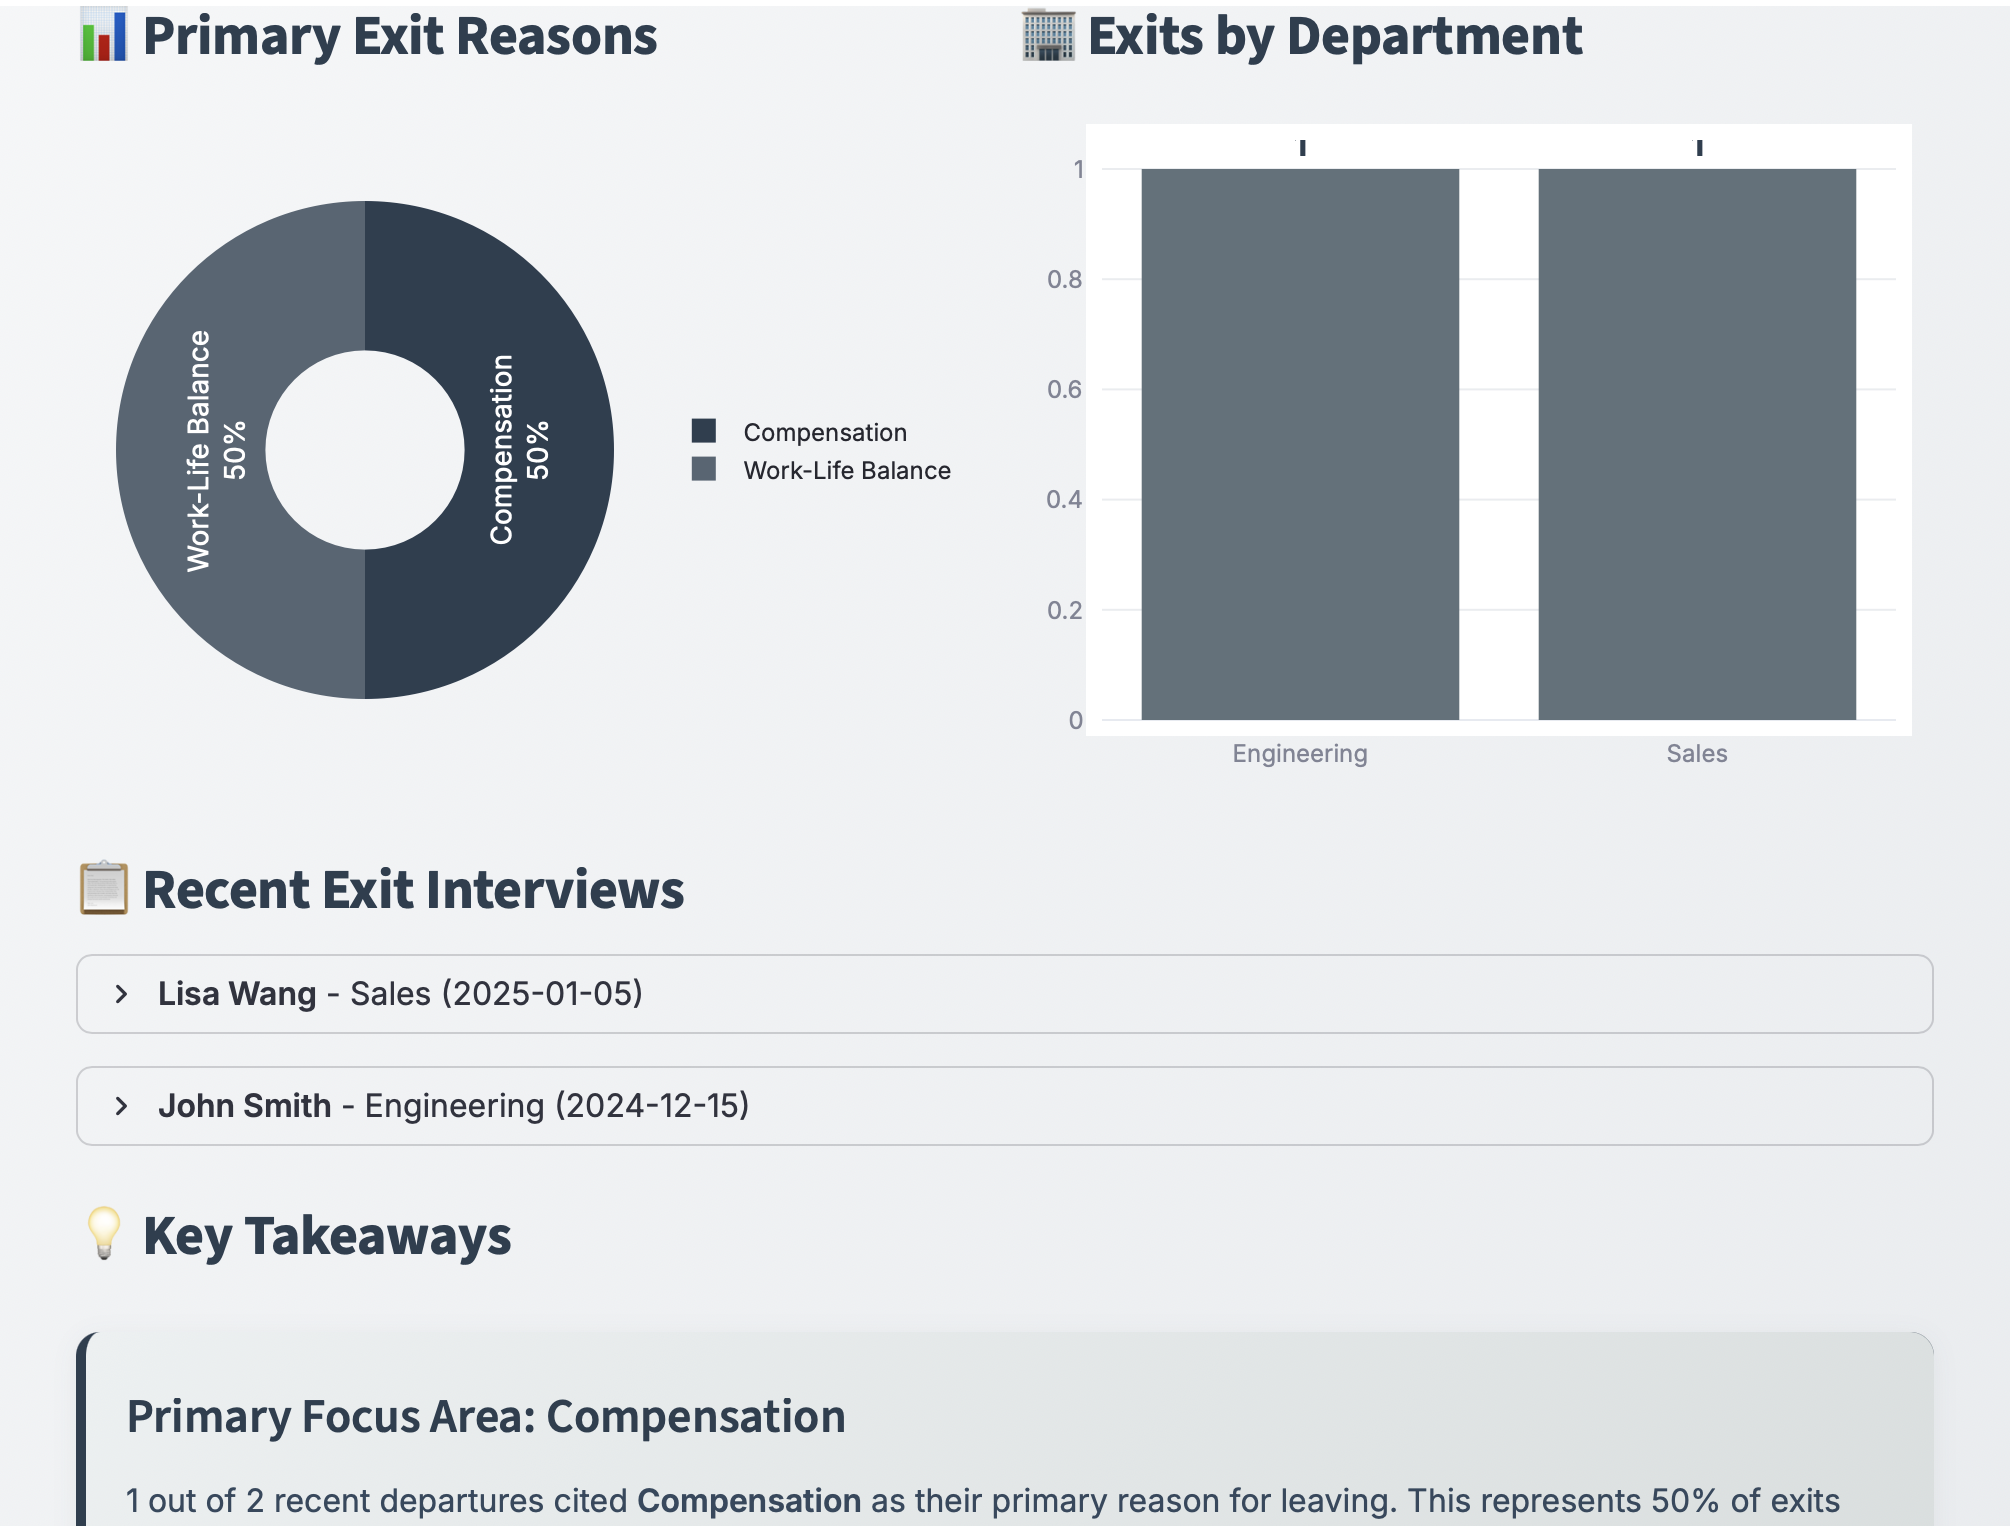 Primary Exit Reasons
Work-Life Balance
50%
Compensation
50%
Compensation
Work-Life Balance
Exits by Department
1
0.8
0.6
0.4
0.2
0
Engineering
Sales
Recent Exit Interviews
Lisa Wang - Sales (2025-01-05)
John Smith - Engineering (2024-12-15)
Key Takeaways
Primary Focus Area: Compensation
1 out of 2 recent departures cited Compensation as their primary reason for leaving. This represents 50% of exits